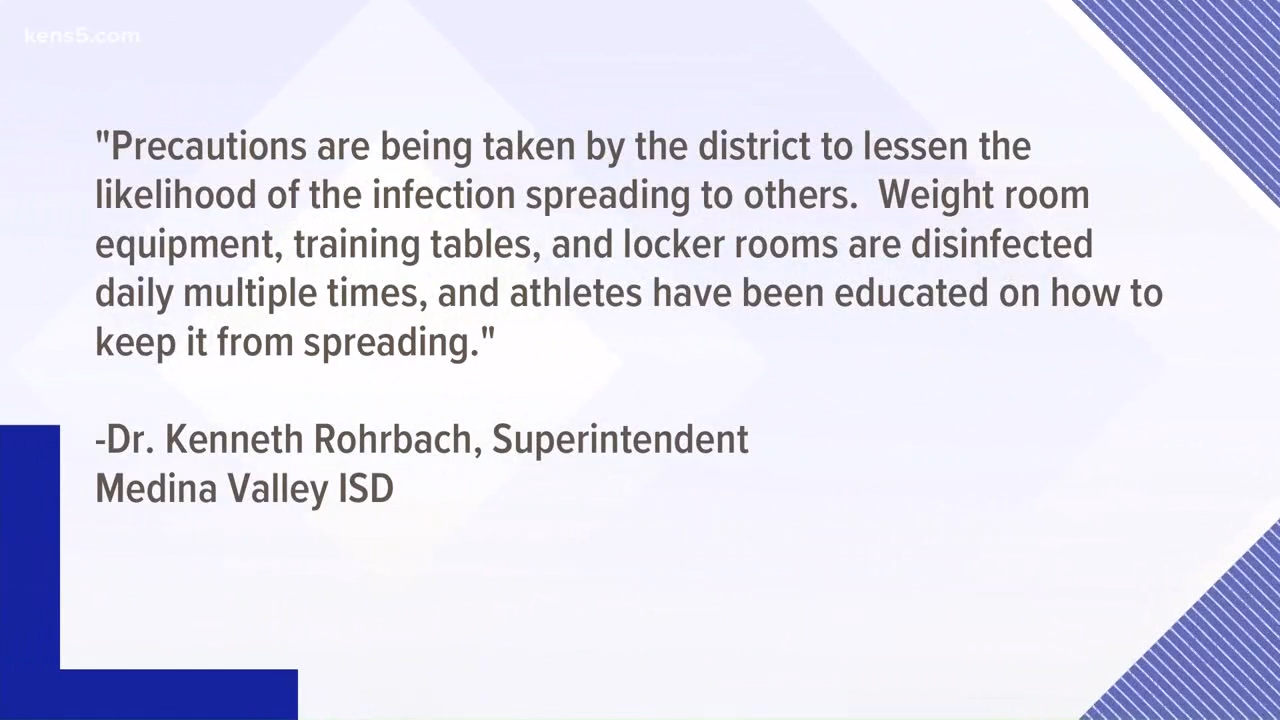 kens5.com
"Precautions are being taken by the district to lessen the
likelihood of the infection spreading to others.  Weight room
equipment, training tables, and locker rooms are disinfected
daily multiple times, and athletes have been educated on how to
keep it from spreading."
-Dr. Kenneth Rohrbach, Superintendent
Medina Valley ISD